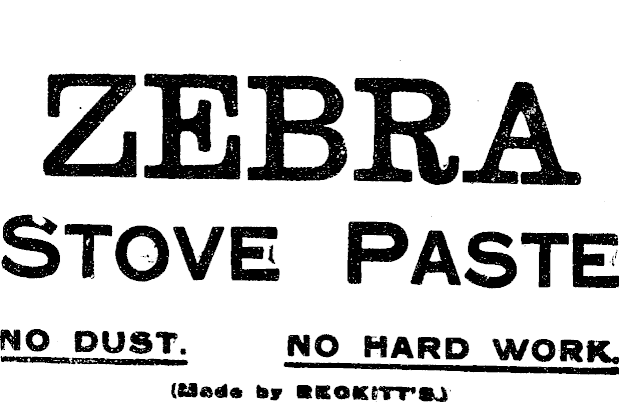 ZEBRA
STOVE PASTE
NO DUST. NO HARD WORK.
(Made by RECKITT'S.)